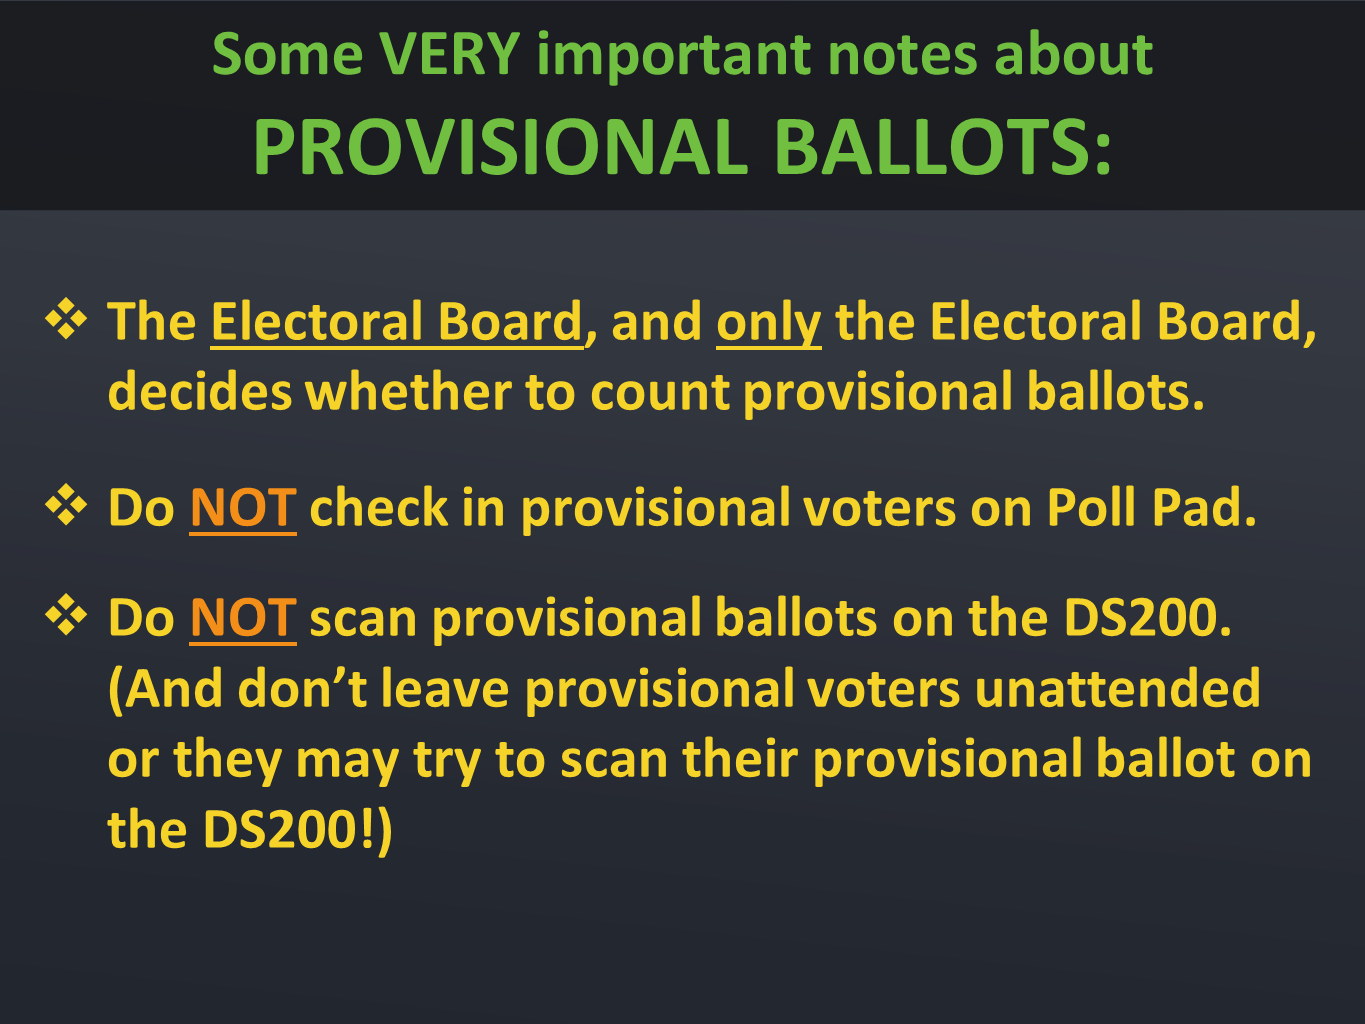 Some VERY important notes about
PROVISIONAL BALLOTS:
❖ The Electoral Board, and only the Electoral Board,
decides whether to count provisional ballots.
❖ Do NOT check in provisional voters on Poll Pad.
❖ Do NOT scan provisional ballots on the DS200.
(And don’t leave provisional voters unattended
or they may try to scan their provisional ballot on
the DS200!)